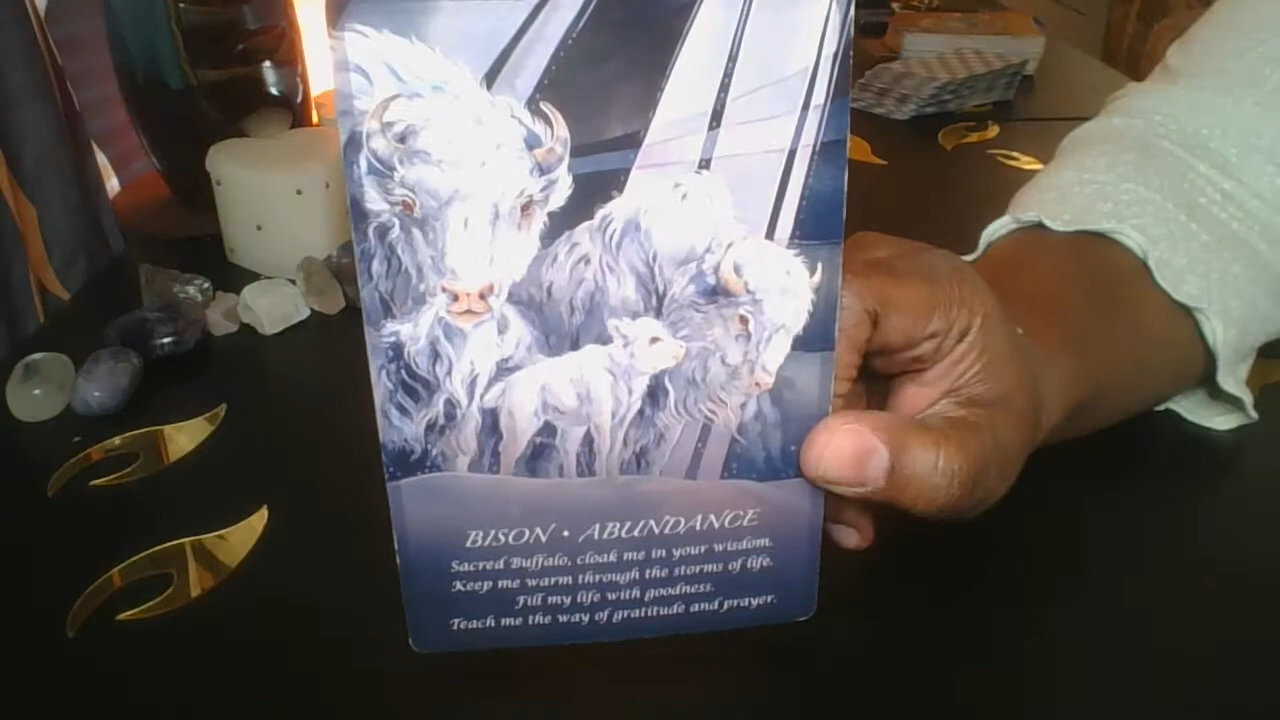 BISON • ABUNDANCE
Sacred Buffalo, cloak me in your wisdom.
Keep me warm through the storms of life.
Fill my life with goodness.
Teach me the way of gratitude and prayer.